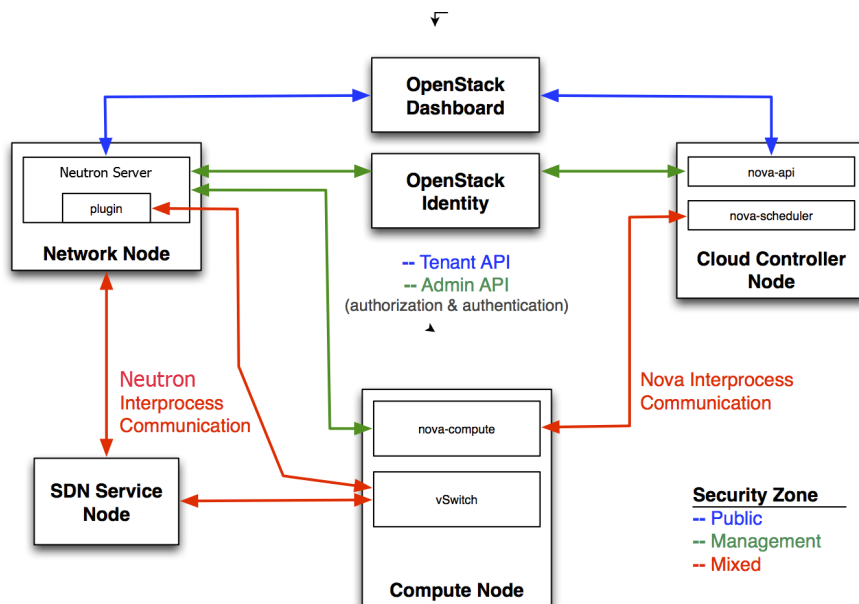 OpenStack
Dashboard
Neutron Server
plugin
Network Node
OpenStack
Identity
nova-api
nova-scheduler
Cloud Controller
Node
-- Tenant API
-- Admin API
(authorization & authentication)
Neutron
Interprocess
Communication
Nova Interprocess
Communication
nova-compute
vSwitch
Compute Node
SDN Service
Node
Security Zone
-- Public
-- Management
-- Mixed